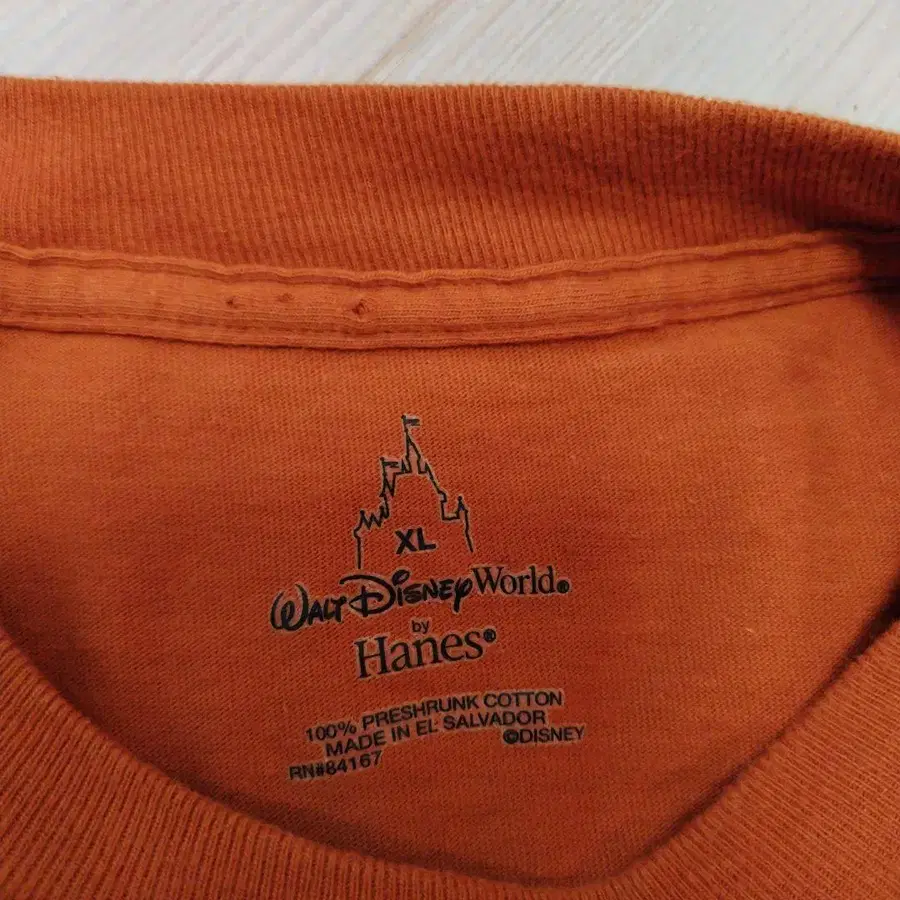 XL
WALT DISNEY World®
by
Hanes®
100% PRESHRUNK COTTON
MADE IN EL SALVADOR
RN#84167 ©DISNEY